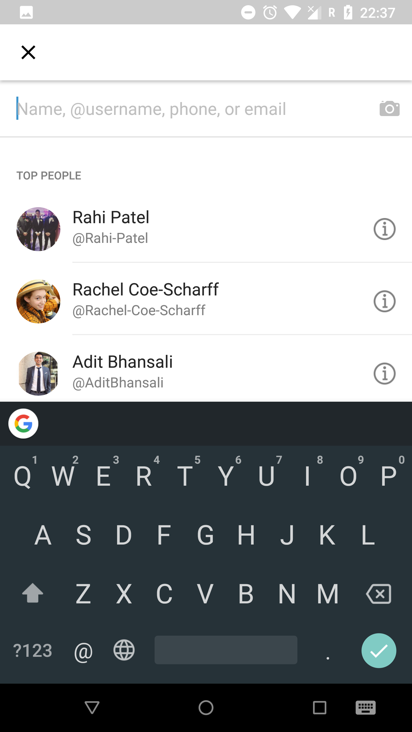 R 22:37
Name, @username, phone, or email
TOP PEOPLE
Rahi Patel
@Rahi-Patel
Rachel Coe-Scharff
@Rachel-Coe-Scharff
Adit Bhansali
@AditBhansali
G
1 2 3 4 5 6 7 8 9 0
Q W E R T Y U I O P
A S D F G H J K L
Z X C V B N M
?123 @ .